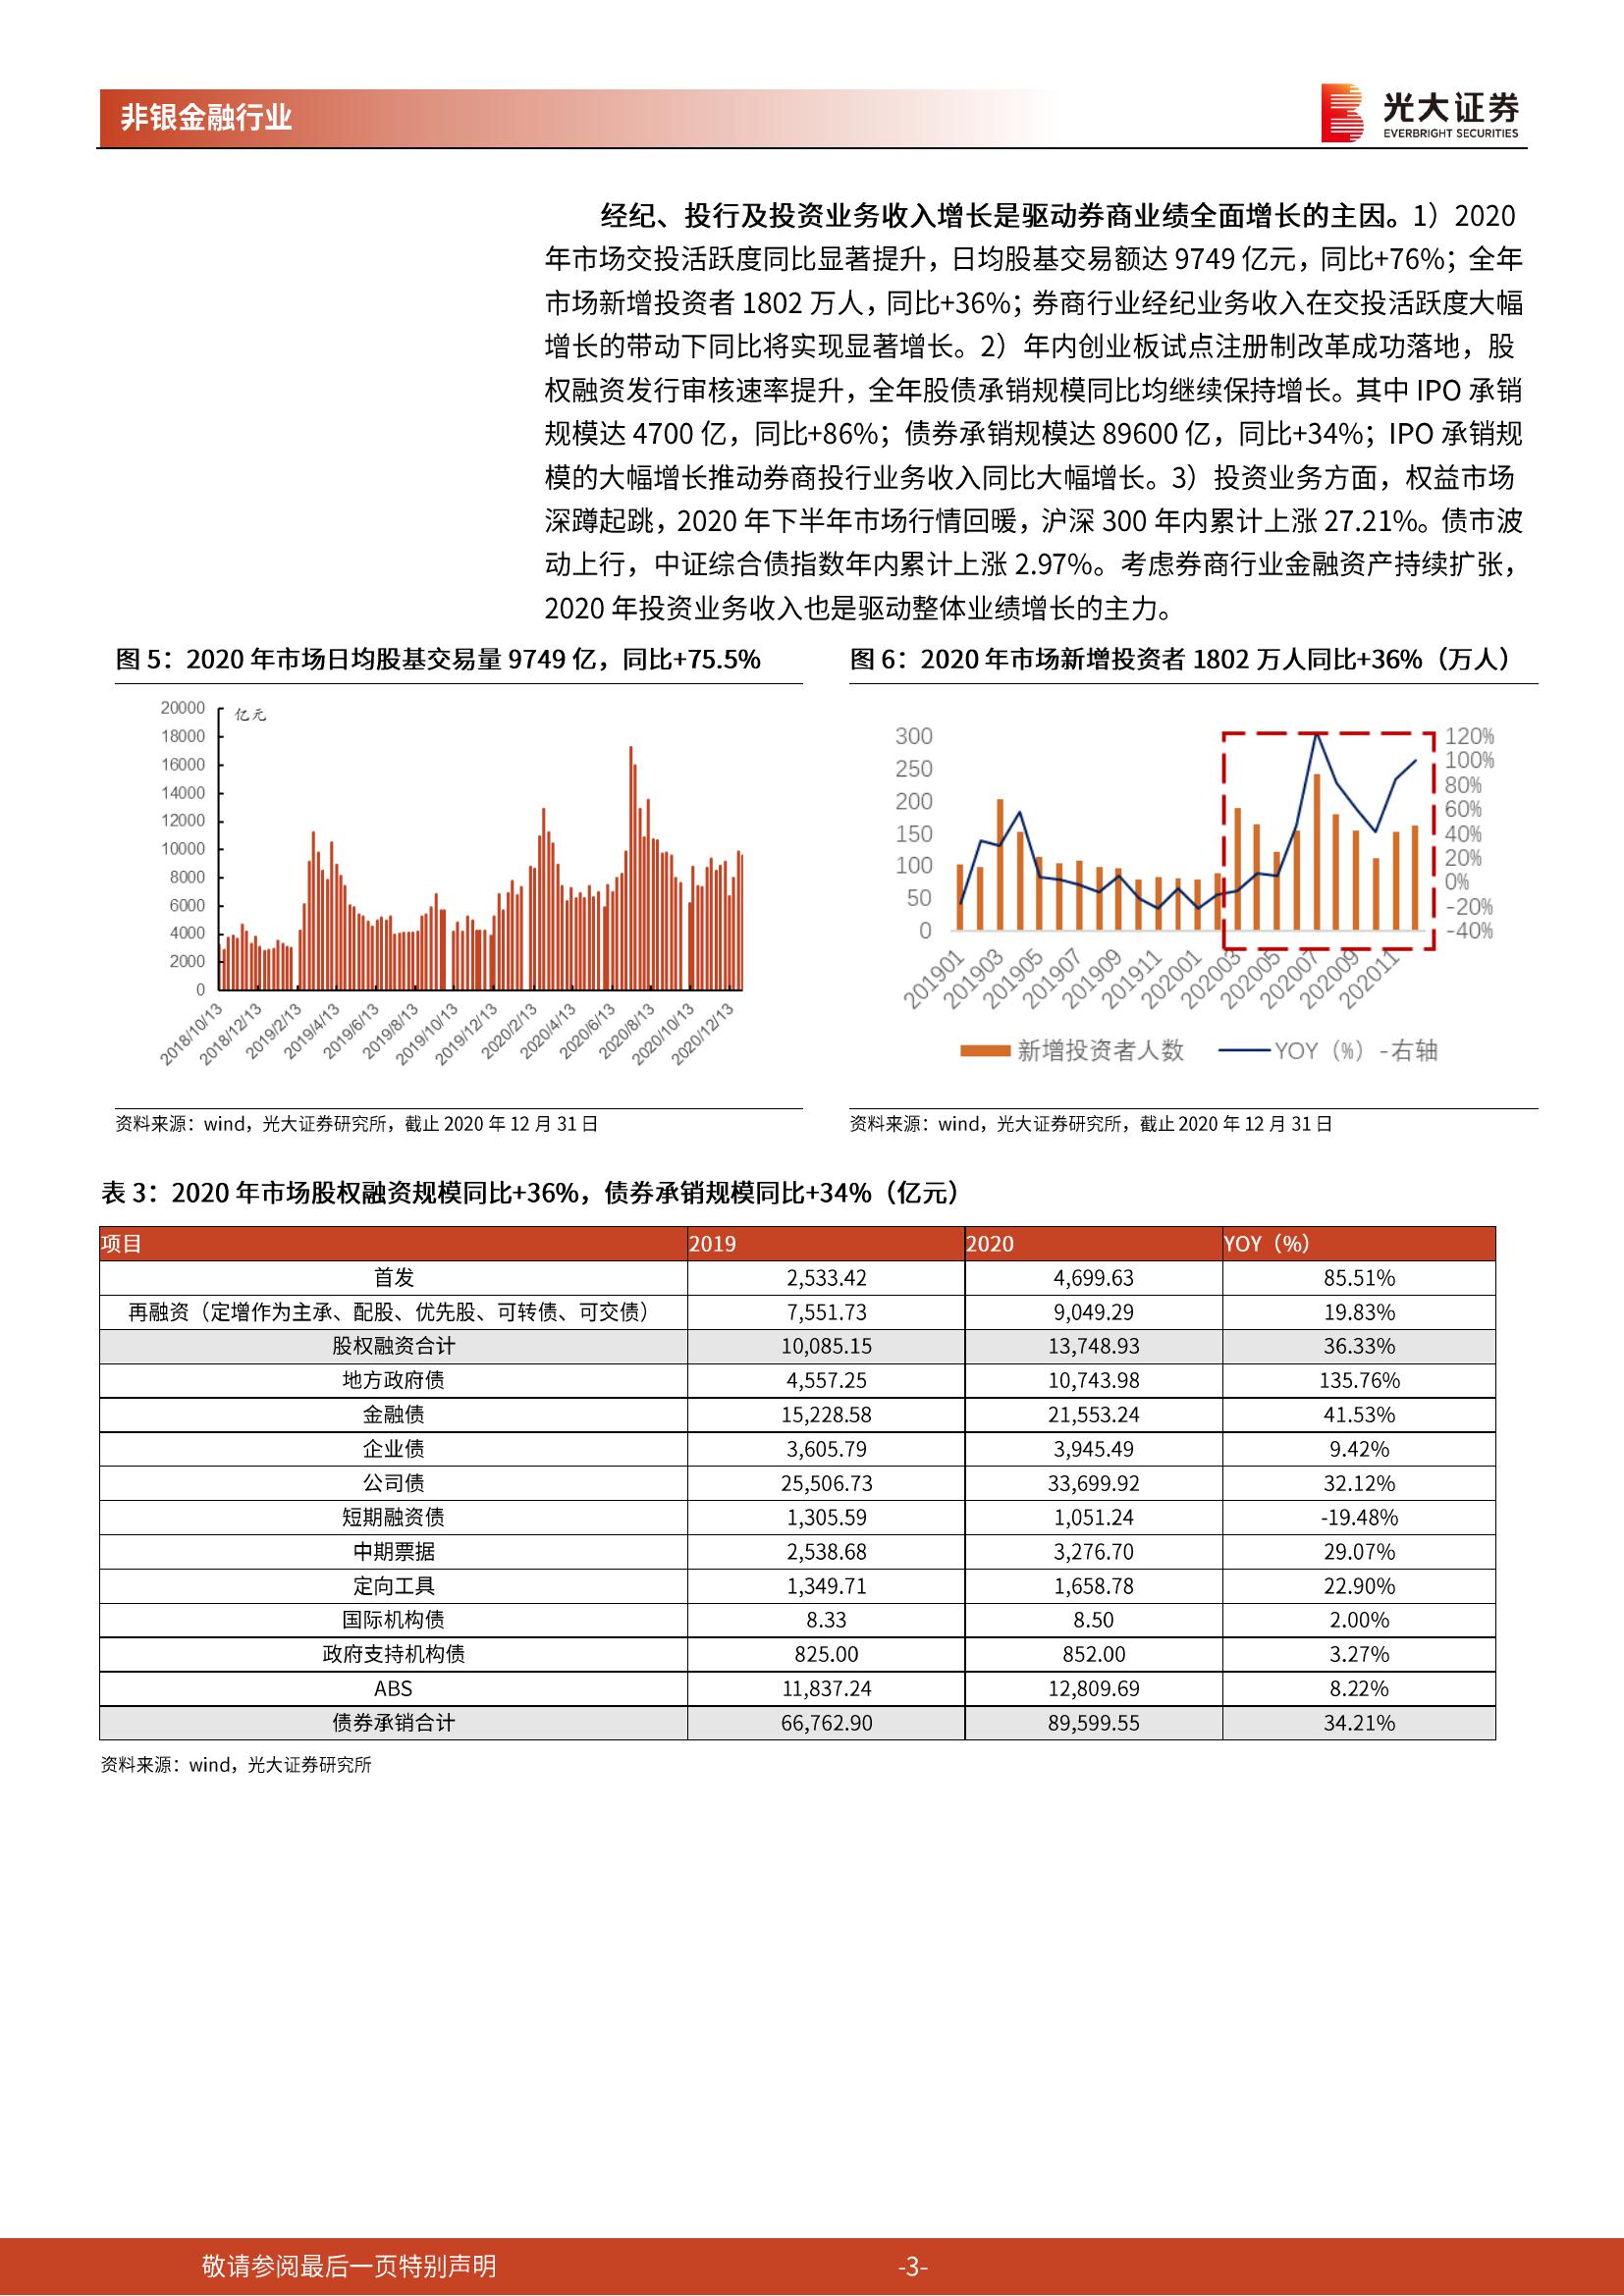 非银金融行业
光大证券
EVERBRIGHT SECURITIES
经纪、投行及投资业务收入增长是驱动券商业绩全面增长的主因。1）2020
年市场交投活跃度同比显著提升，日均股基交易额达 9749 亿元，同比+76%；全年
市场新增投资者 1802 万人，同比+36%；券商行业经纪业务收入在交投活跃度大幅
增长的带动下同比将实现显著增长。2）年内创业板试点注册制改革成功落地，股
权融资发行审核速率提升，全年股债承销规模同比均继续保持增长。其中 IPO 承销
规模达 4700 亿，同比+86%；债券承销规模达 89600 亿，同比+34%；IPO 承销规
模的大幅增长推动券商投行业务收入同比大幅增长。3）投资业务方面，权益市场
深蹲起跳，2020 年下半年市场行情回暖，沪深 300 年内累计上涨 27.21%。债市波
动上行，中证综合债指数年内累计上涨 2.97%。考虑券商行业金融资产持续扩张，
2020 年投资业务收入也是驱动整体业绩增长的主力。
图 5：2020 年市场日均股基交易量 9749 亿，同比+75.5%
亿元
20000
18000
16000
14000
12000
10000
8000
6000
4000
2000
0
2018/10/13
2018/12/13
2019/2/13
2019/4/13
2019/6/13
2019/8/13
2019/10/13
2019/12/13
2020/2/13
2020/4/13
2020/6/13
2020/8/13
2020/10/13
2020/12/13
资料来源：wind，光大证券研究所，截止 2020 年 12 月 31 日
图 6：2020 年市场新增投资者 1802 万人同比+36%（万人）
300
250
200
150
100
50
0
120%
100%
80%
60%
40%
20%
0%
-20%
-40%
201901
201903
201905
201907
201909
201911
202001
202003
202005
202007
202009
202011
新增投资者人数 YOY（%）-右轴
资料来源：wind，光大证券研究所，截止 2020 年 12 月 31 日
表 3：2020 年市场股权融资规模同比+36%，债券承销规模同比+34%（亿元）
项目 2019 2020 YOY（%）
首发 2,533.42 4,699.63 85.51%
再融资（定增作为主承、配股、优先股、可转债、可交债） 7,551.73 9,049.29 19.83%
股权融资合计 10,085.15 13,748.93 36.33%
地方政府债 4,557.25 10,743.98 135.76%
金融债 15,228.58 21,553.24 41.53%
企业债 3,605.79 3,945.49 9.42%
公司债 25,506.73 33,699.92 32.12%
短期融资债 1,305.59 1,051.24 -19.48%
中期票据 2,538.68 3,276.70 29.07%
定向工具 1,349.71 1,658.78 22.90%
国际机构债 8.33 8.50 2.00%
政府支持机构债 825.00 852.00 3.27%
ABS 11,837.24 12,809.69 8.22%
债券承销合计 66,762.90 89,599.55 34.21%
资料来源：wind，光大证券研究所
敬请参阅最后一页特别声明 -3-